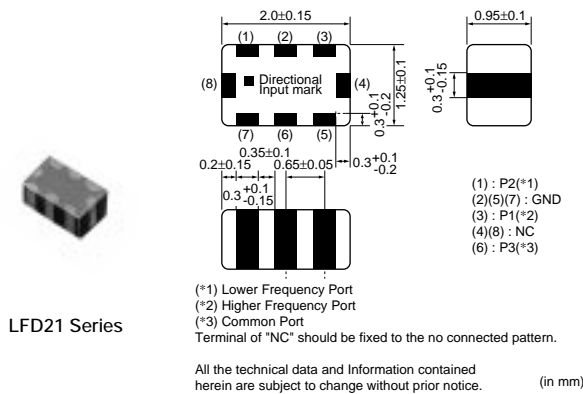 2.0±0.15
0.95±0.1
(1) (2) (3)
(8) Directional (4)
Input mark
(7) (6) (5)
1.25±0.1
0.3+0.1-0.2
0.3+0.1-0.15
0.35±0.1
0.2±0.15 0.65±0.05
0.3+0.1-0.2
0.3+0.1-0.15
(1) : P2(*1)
(2)(5)(7) : GND
(3) : P1(*2)
(4)(8) : NC
(6) : P3(*3)
LFD21 Series
(*1) Lower Frequency Port
(*2) Higher Frequency Port
(*3) Common Port
Terminal of "NC" should be fixed to the no connected pattern.
All the technical data and Information contained
herein are subject to change without prior notice.
(in mm)